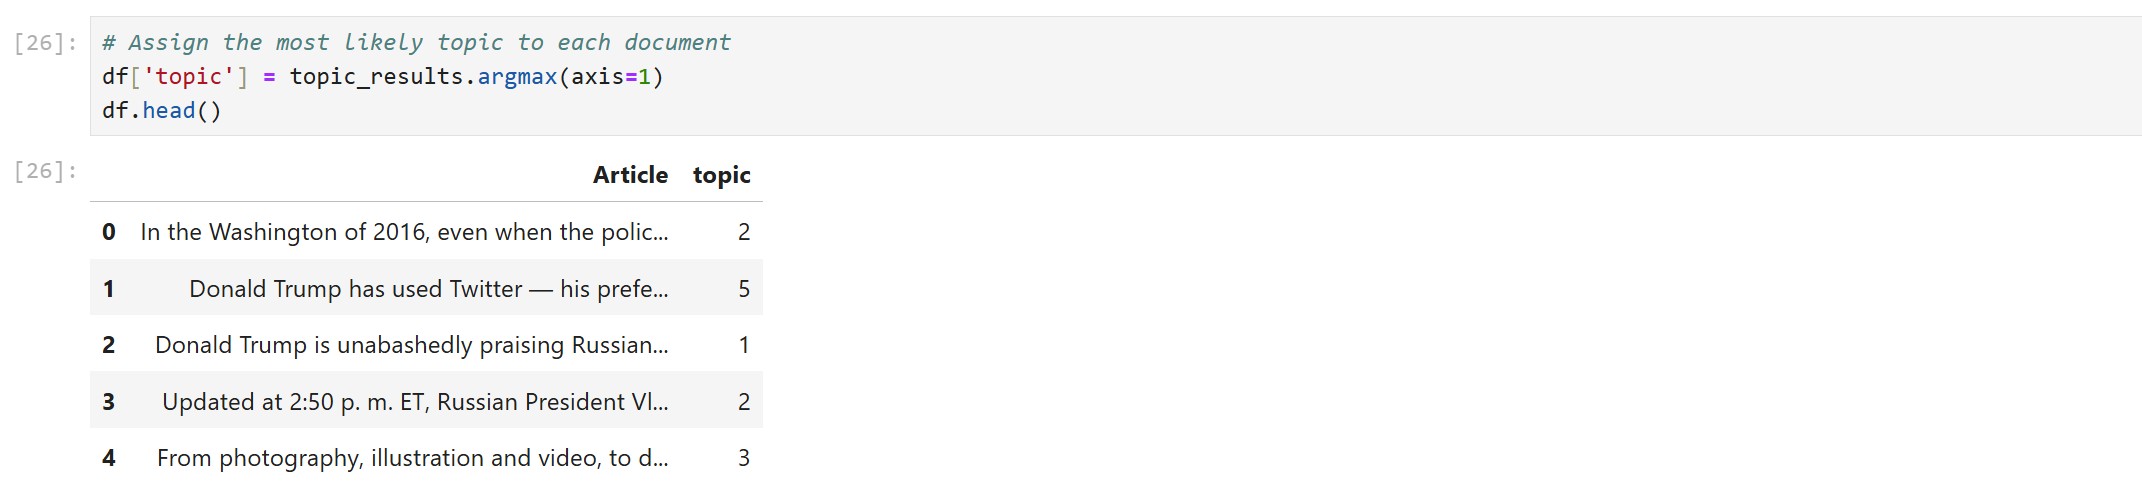 [26]: # Assign the most likely topic to each document
df['topic'] = topic_results.argmax(axis=1)
df.head()
[26]: Article topic
0 In the Washington of 2016, even when the polic... 2
1 Donald Trump has used Twitter — his prefe... 5
2 Donald Trump is unabashedly praising Russian... 1
3 Updated at 2:50 p. m. ET, Russian President Vl... 2
4 From photography, illustration and video, to d... 3